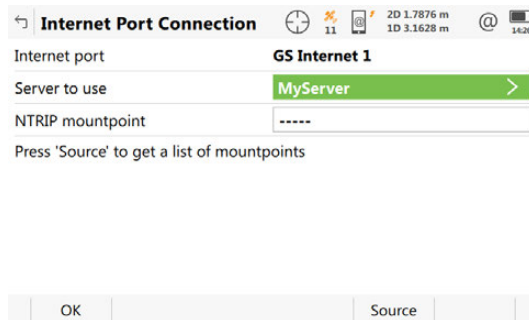 Internet Port Connection
11
@
2D 1.7876 m
1D 3.1628 m
@
Internet port GS Internet 1
Server to use MyServer
NTRIP mountpoint -----
Press 'Source' to get a list of mountpoints
OK Source